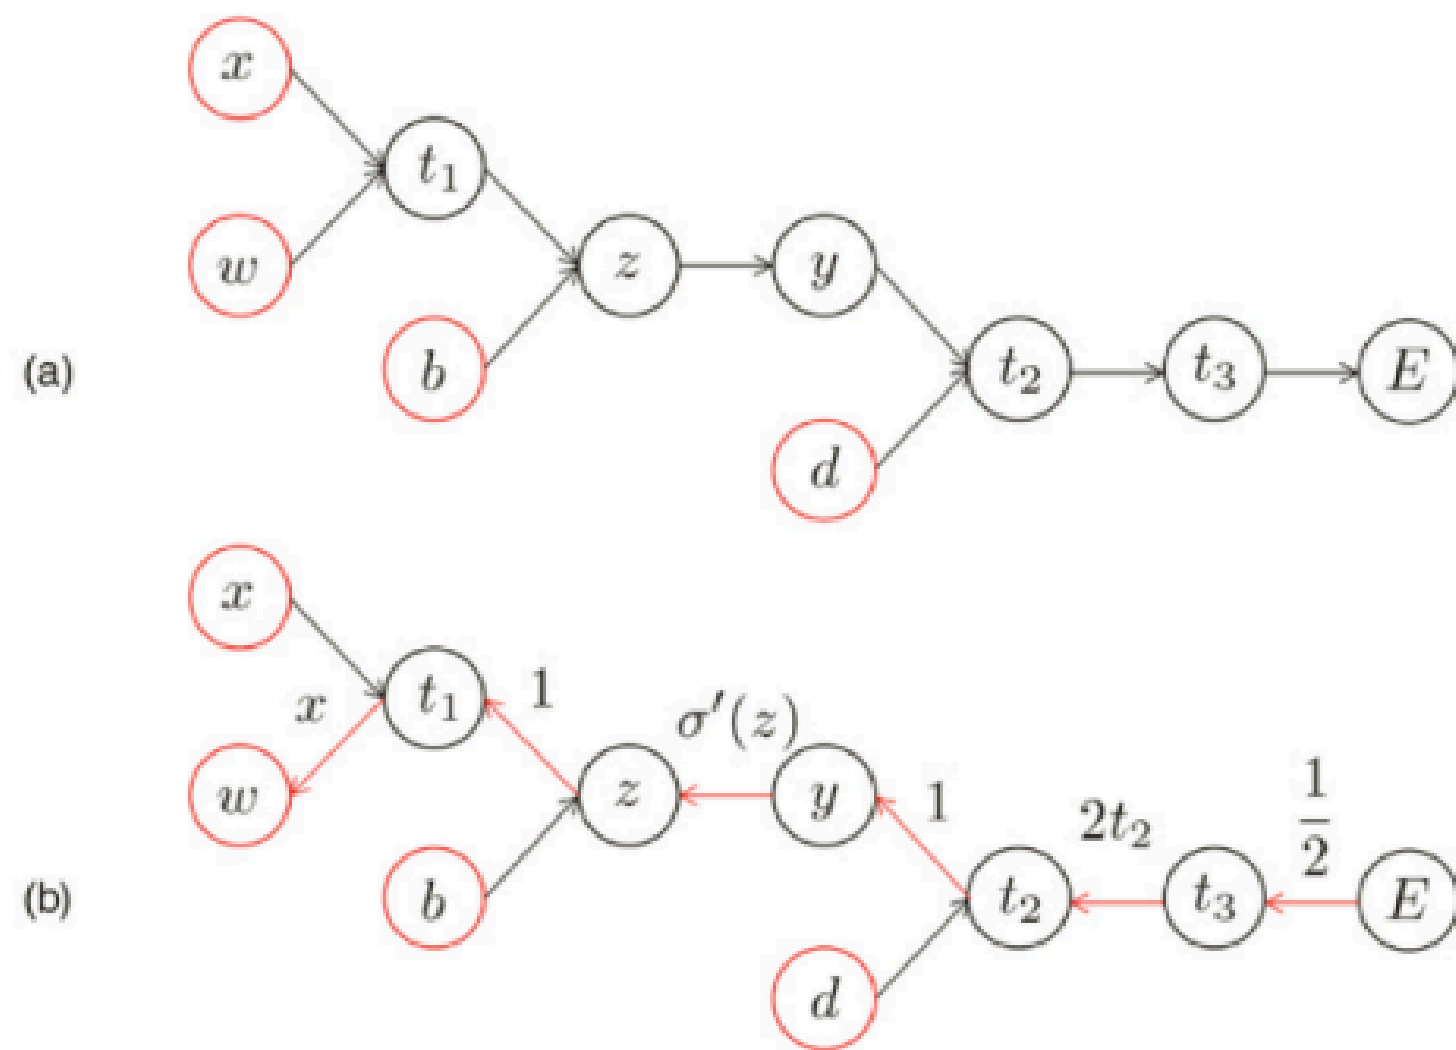 x
t₁
w
z
y
b
(a)
t₂
t₃
E
d
x
x
t₁
1
w
σ′(z)
z
y
1
2t₂
1/2
b
(b)
t₂
t₃
E
d